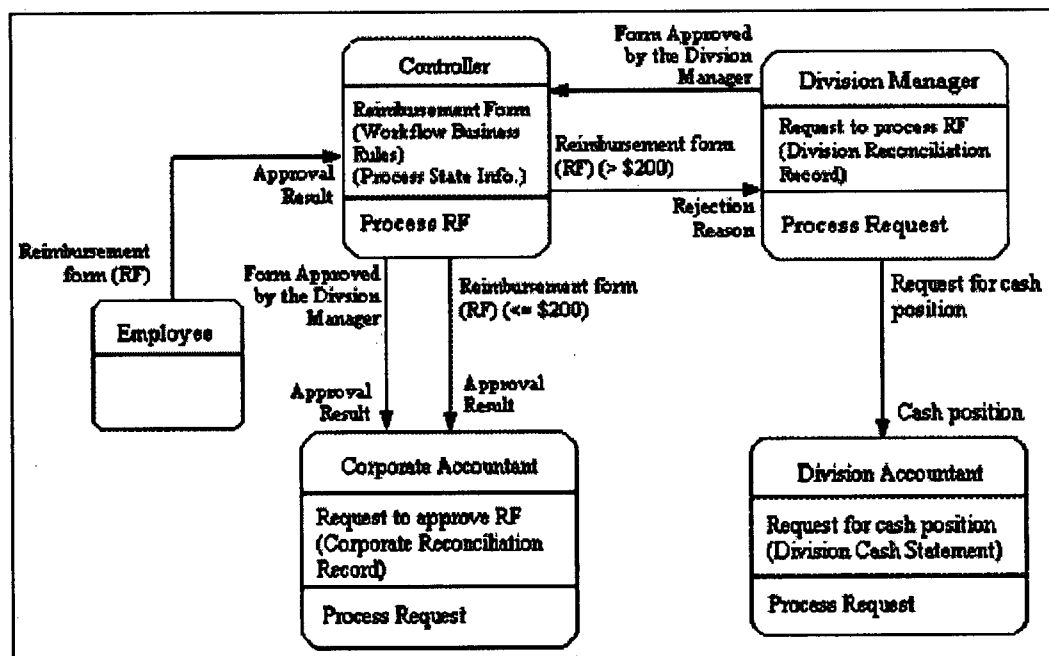 Controller
Reimbursement Form
(Workflow Business
Rules)
(Process State Info.)
Process RF
Form Approved
by the Divsion
Manager
Division Manager
Request to process RF
(Division Reconciliation
Record)
Process Request
Reimbursement form
(RF) (> $200)
Rejection
Reason
Approval
Result
Reimbursement
form (RF)
Employee
Form Approved
by the Divsion
Manager
Reimbursement form
(RF) (<= $200)
Approval
Result
Approval
Result
Request for cash
position
Cash position
Corporate Accountant
Request to approve RF
(Corporate Reconciliation
Record)
Process Request
Division Accountant
Request for cash position
(Division Cash Statement)
Process Request